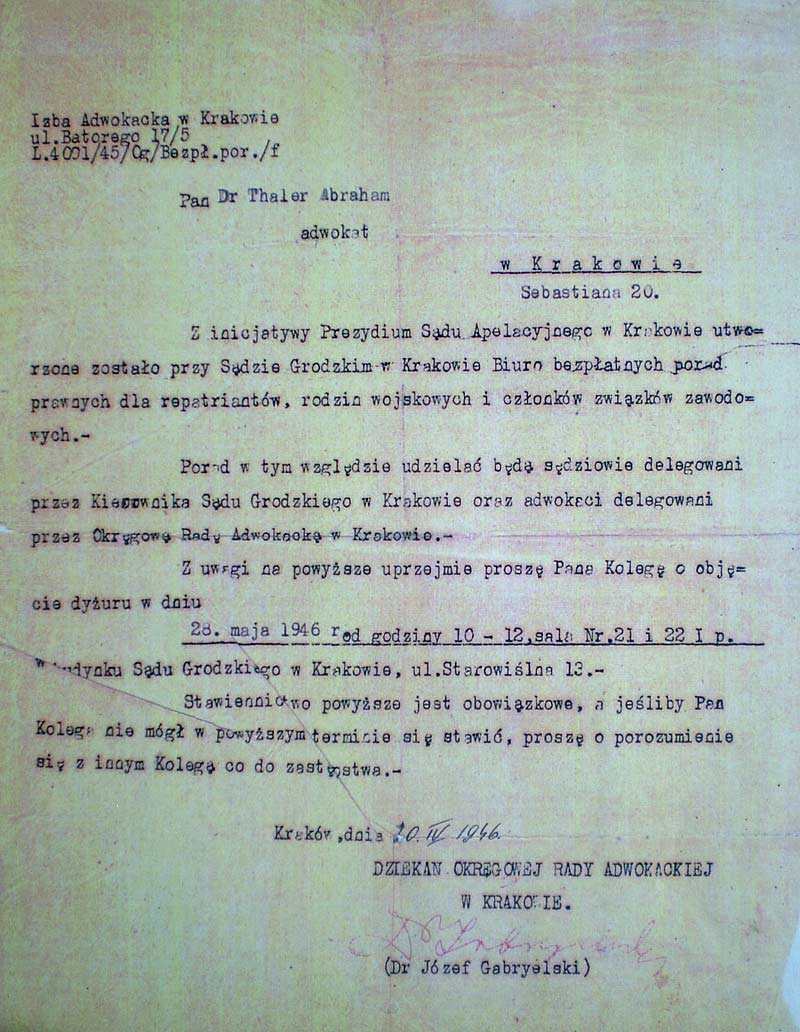 Izba Adwokacka w Krakowie
ul.Batorego 17/5
L.4091/45/Og/Bezpł.por./f
Pan Dr Thaler Abraham
adwokat
w Krakowie
Sebastiana 20.
Z inicjatywy Prezydium Sądu Apelacyjnego w Krakowie utwo=
rzone zostało przy Sądzie Grodzkim w Krakowie Biuro bezpłatnych porad
prawnych dla repatriantów, rodzin wojskowych i członków związków zawodo=
wych.-
Porad w tym względzie udzielać będą sędziowie delegowani
przez Kierownika Sądu Grodzkiego w Krakowie oraz adwokaci delegowani
przez Okręgową Radę Adwokacką w Krakowie.-
Z uwagi na powyższe uprzejmie proszę Pana Kolegę o obję=
cie dyżuru w dniu
28. maja 1946 r od godziny 10 - 12,sala Nr.21 i 22 I p.
w budynku Sądu Grodzkiego w Krakowie, ul.Starowiślna 13.-
Stawiennictwo powyższe jest obowiązkowe, a jeśliby Pan
Kolega nie mógł w powyższym terminie się stawić, proszę o porozumienie
się z innym Kolegą co do zastęstwa.-
Kraków,dnia 20. IV 1946.
DZIEKAN OKRĘGOWEJ RADY ADWOKACKIEJ
W KRAKOWIE.
(Dr Józef Gabryelski)